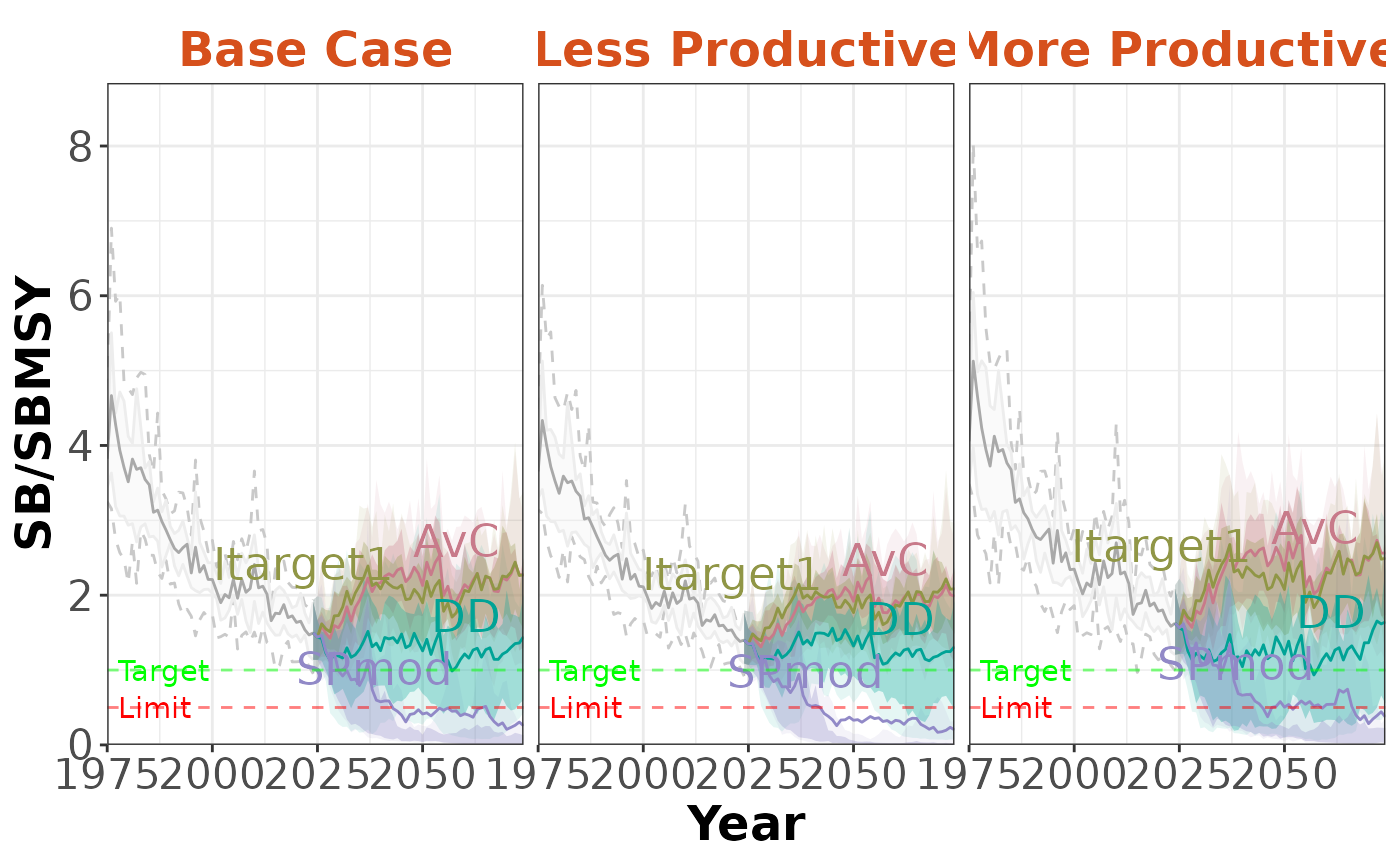 Base Case
Less Productive
More Productive
SB/SBMSY
8
6
4
2
0
AvC
Itarget1
DD
SPmod
Target
Limit
AvC
Itarget1
DD
SPmod
Target
Limit
AvC
Itarget1
DD
SPmod
Target
Limit
1975 2000 2025 2050 1975 2000 2025 2050 1975 2000 2025 2050
Year